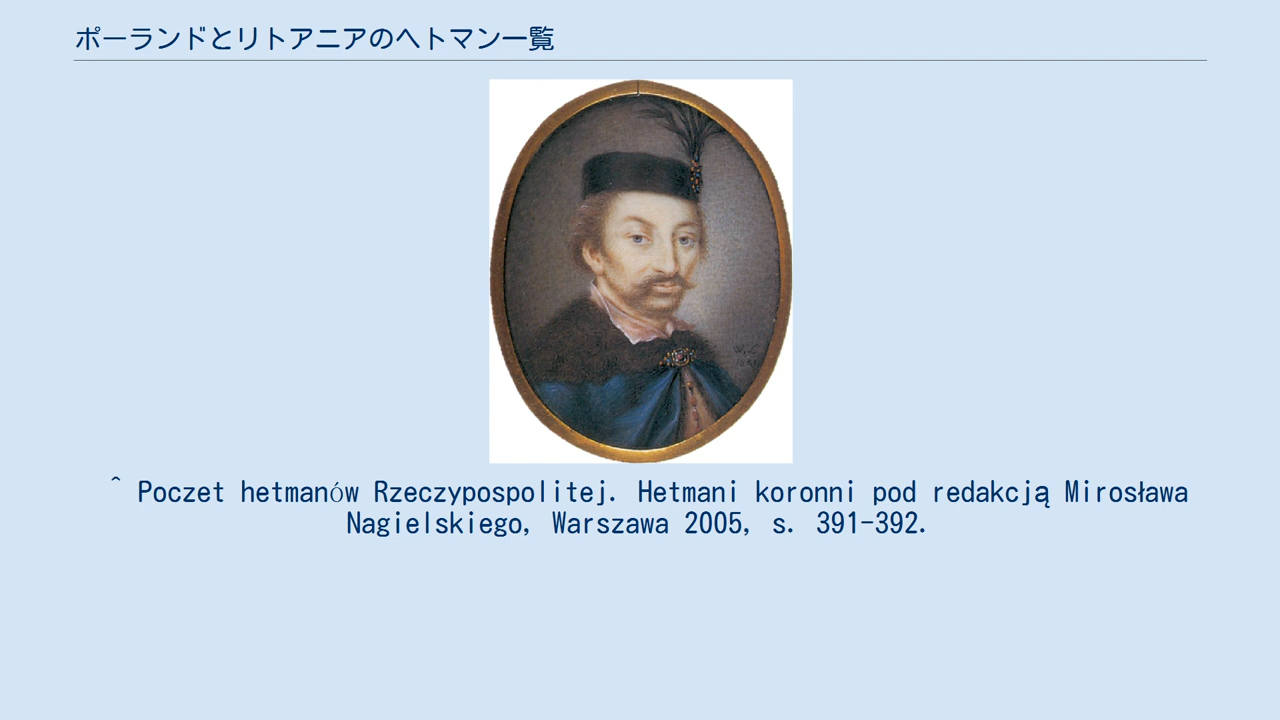 ポーランドとリトアニアのヘトマン一覧
^ Poczet hetmanów Rzeczypospolitej. Hetmani koronni pod redakcją Mirosława
Nagielskiego, Warszawa 2005, s. 391-392.